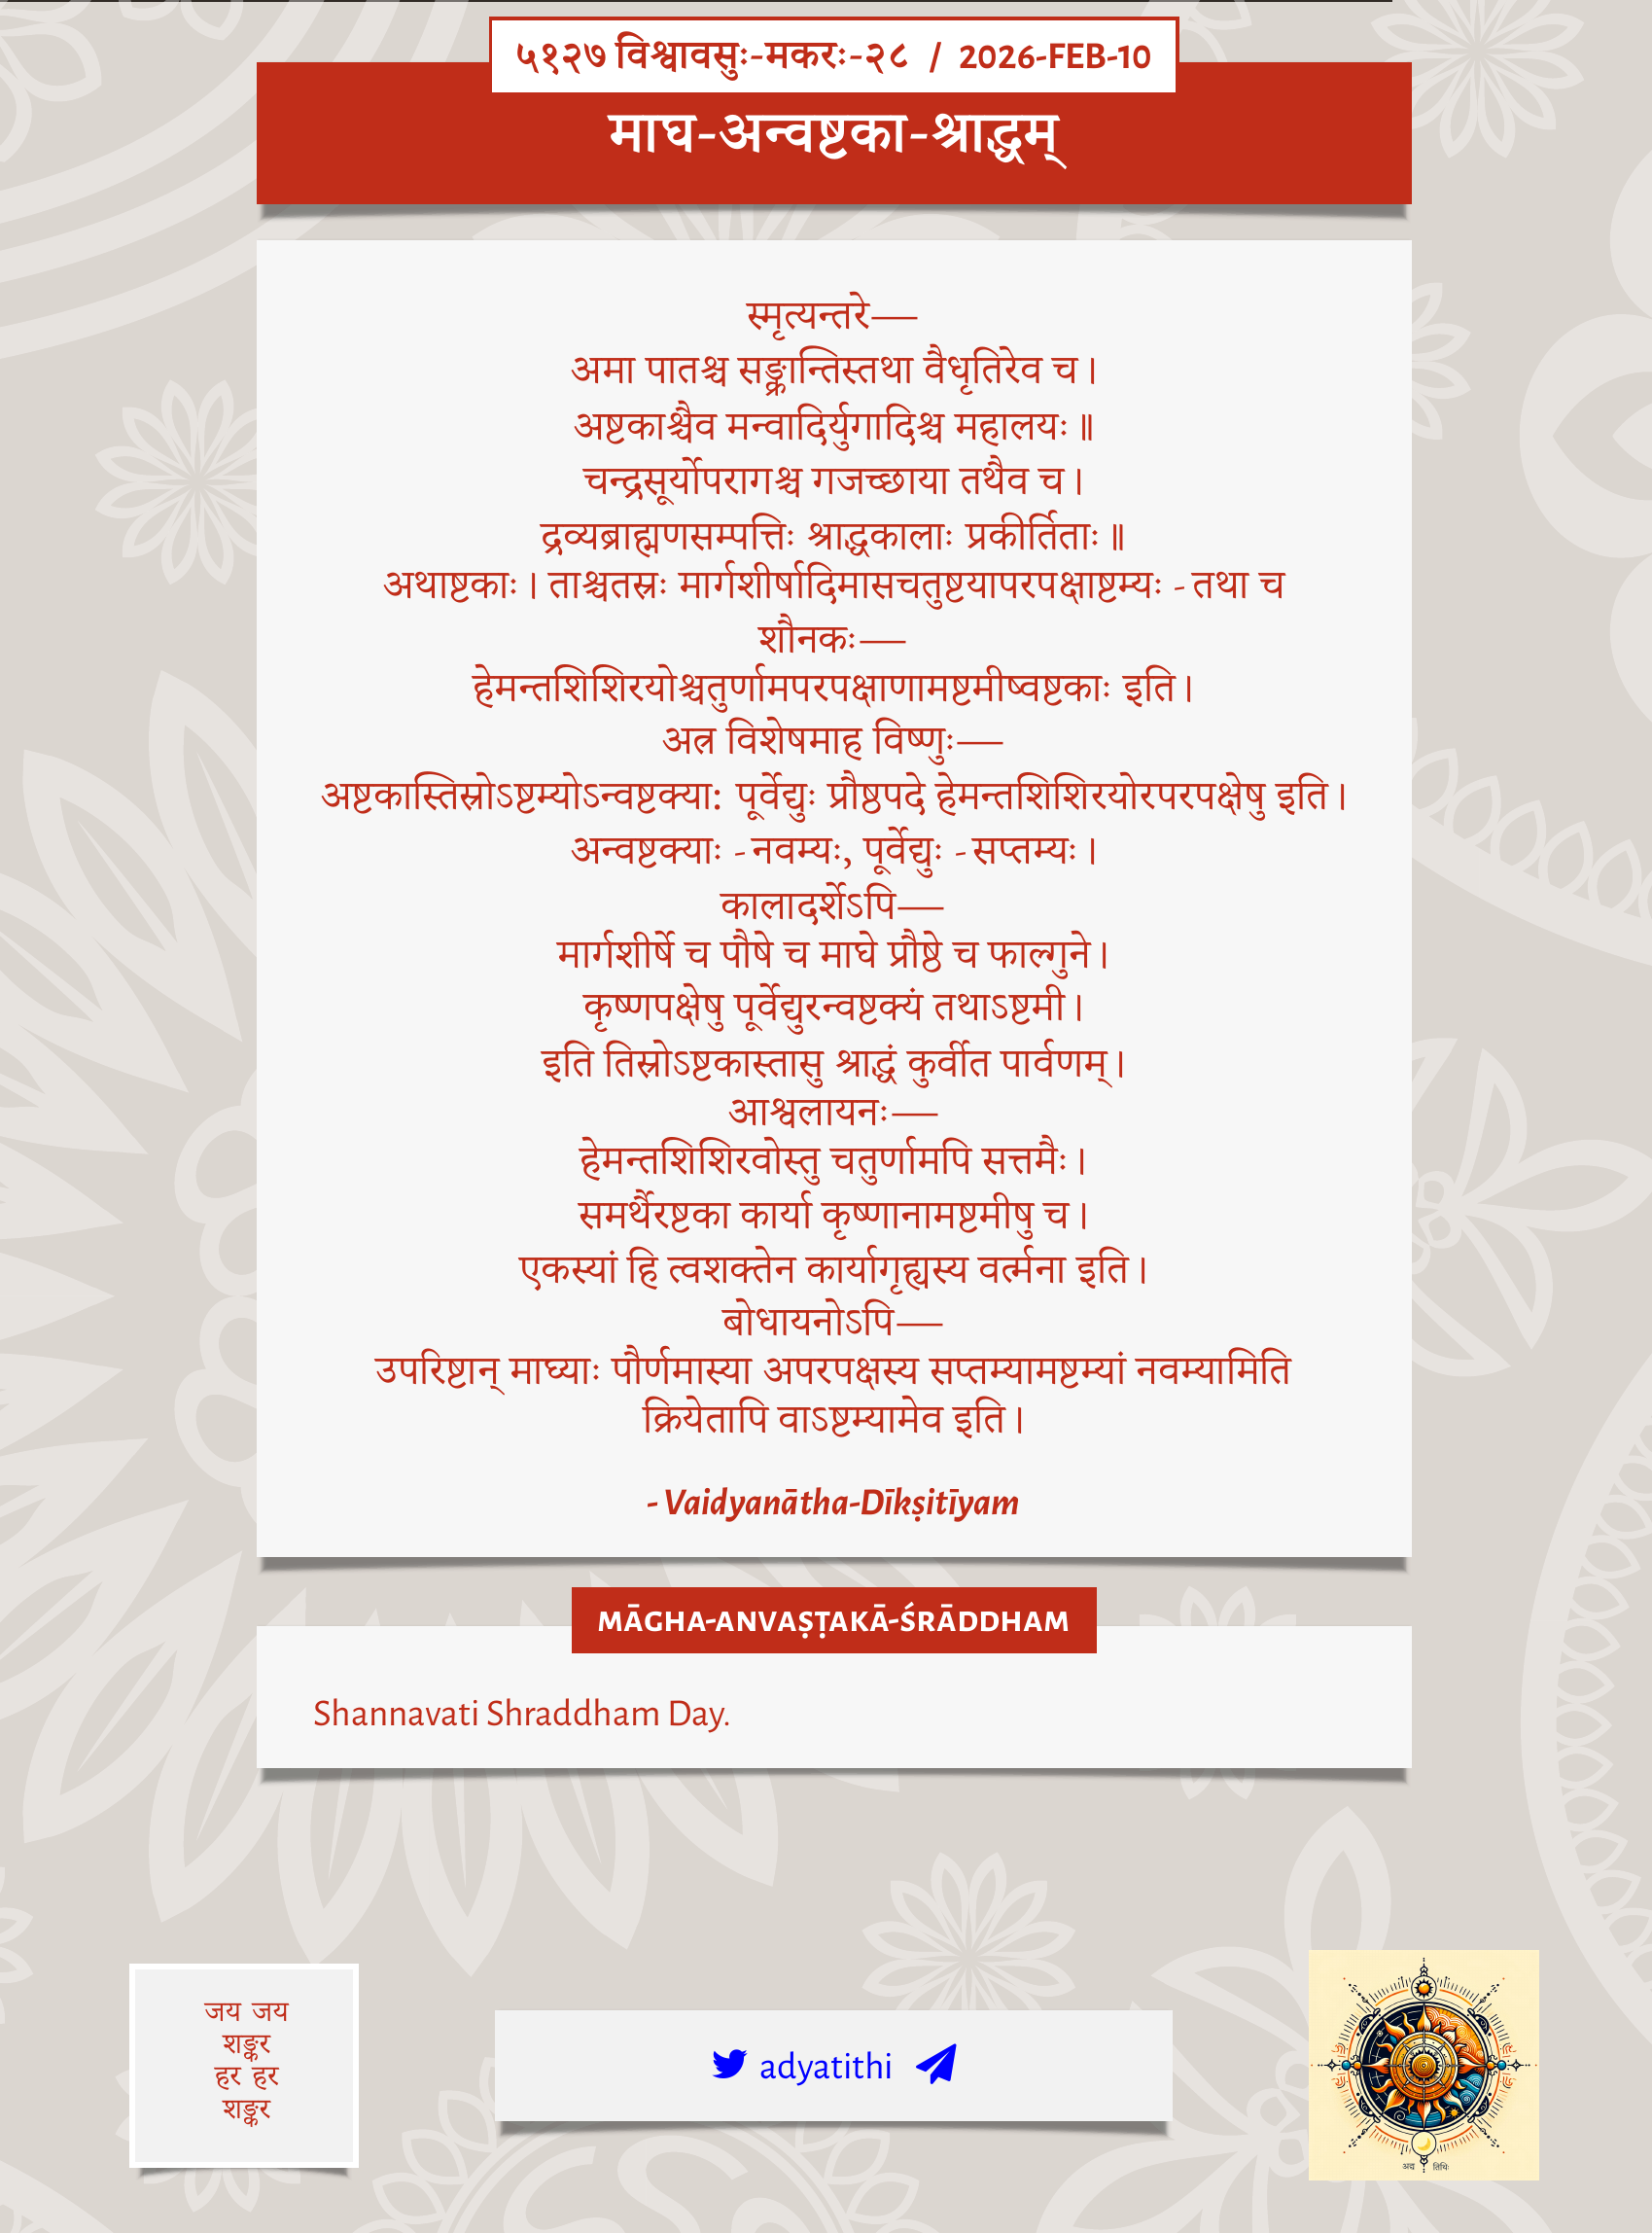 ५१२७ विश्वावसुः-मकरः-२८ / 2026-FEB-10
माघ-अन्वष्टका-श्राद्धम्
स्मृत्यन्तरे—
अमा पातश्च सङ्क्रान्तिस्तथा वैधृतिरेव च।
अष्टकाश्चैव मन्वादिर्युगादिश्च महालयः॥
चन्द्रसूर्योपरागश्च गजच्छाया तथैव च।
द्रव्यब्राह्मणसम्पत्तिः श्राद्धकालाः प्रकीर्तिताः॥
अथाष्टकाः। ताश्चतस्रः मार्गशीर्षादिमासचतुष्टयापरपक्षाष्टम्यः - तथा च
शौनकः—
हेमन्तशिशिरयोश्चतुर्णामपरपक्षाणामष्टमीष्वष्टकाः इति।
अत्र विशेषमाह विष्णुः—
अष्टकास्तिस्रोऽष्टम्योऽन्वष्टक्या: पूर्वेद्युः प्रौष्ठपदे हेमन्तशिशिरयोरपरपक्षेषु इति।
अन्वष्टक्याः - नवम्यः, पूर्वेद्युः - सप्तम्यः।
कालादर्शेऽपि—
मार्गशीर्षे च पौषे च माघे प्रौष्ठे च फाल्गुने।
कृष्णपक्षेषु पूर्वेद्युरन्वष्टक्यं तथाऽष्टमी।
इति तिस्रोऽष्टकास्तासु श्राद्धं कुर्वीत पार्वणम्।
आश्वलायनः—
हेमन्तशिशिरवोस्तु चतुर्णामपि सत्तमैः।
समर्थैरष्टका कार्या कृष्णानामष्टमीषु च।
एकस्यां हि त्वशक्तेन कार्यागृह्यस्य वर्त्मना इति।
बोधायनोऽपि—
उपरिष्टान् माघ्याः पौर्णमास्या अपरपक्षस्य सप्तम्यामष्टम्यां नवम्यामिति
क्रियेतापि वाऽष्टम्यामेव इति।
- Vaidyanātha-Dīkṣitīyam
MĀGHA-ANVAṢṬAKĀ-ŚRĀDDHAM
Shannavati Shraddham Day.
जय जय
शङ्कर
हर हर
शङ्कर
adyatithi
अद्य तिथिः